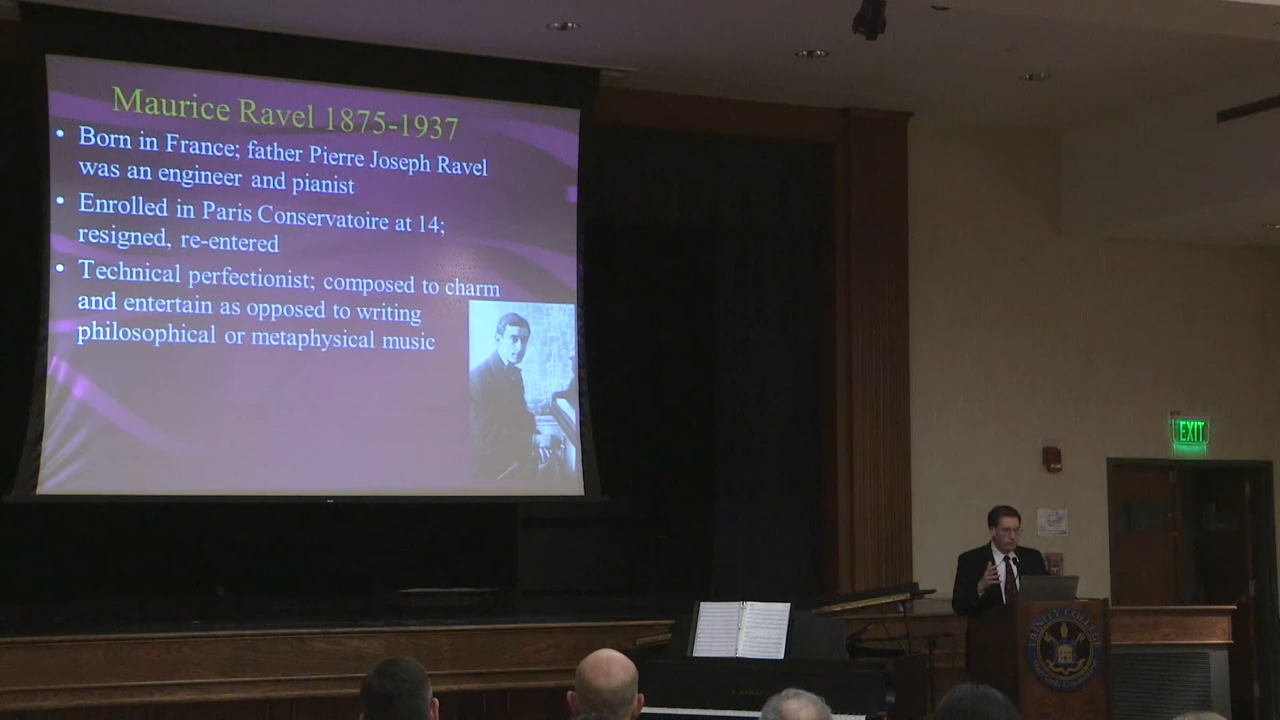 Maurice Ravel 1875-1937
• Born in France; father Pierre Joseph Ravel
was an engineer and pianist
• Enrolled in Paris Conservatoire at 14;
resigned, re-entered
• Technical perfectionist; composed to charm
and entertain as opposed to writing
philosophical or metaphysical music
EXIT
TRINITY COLLEGE